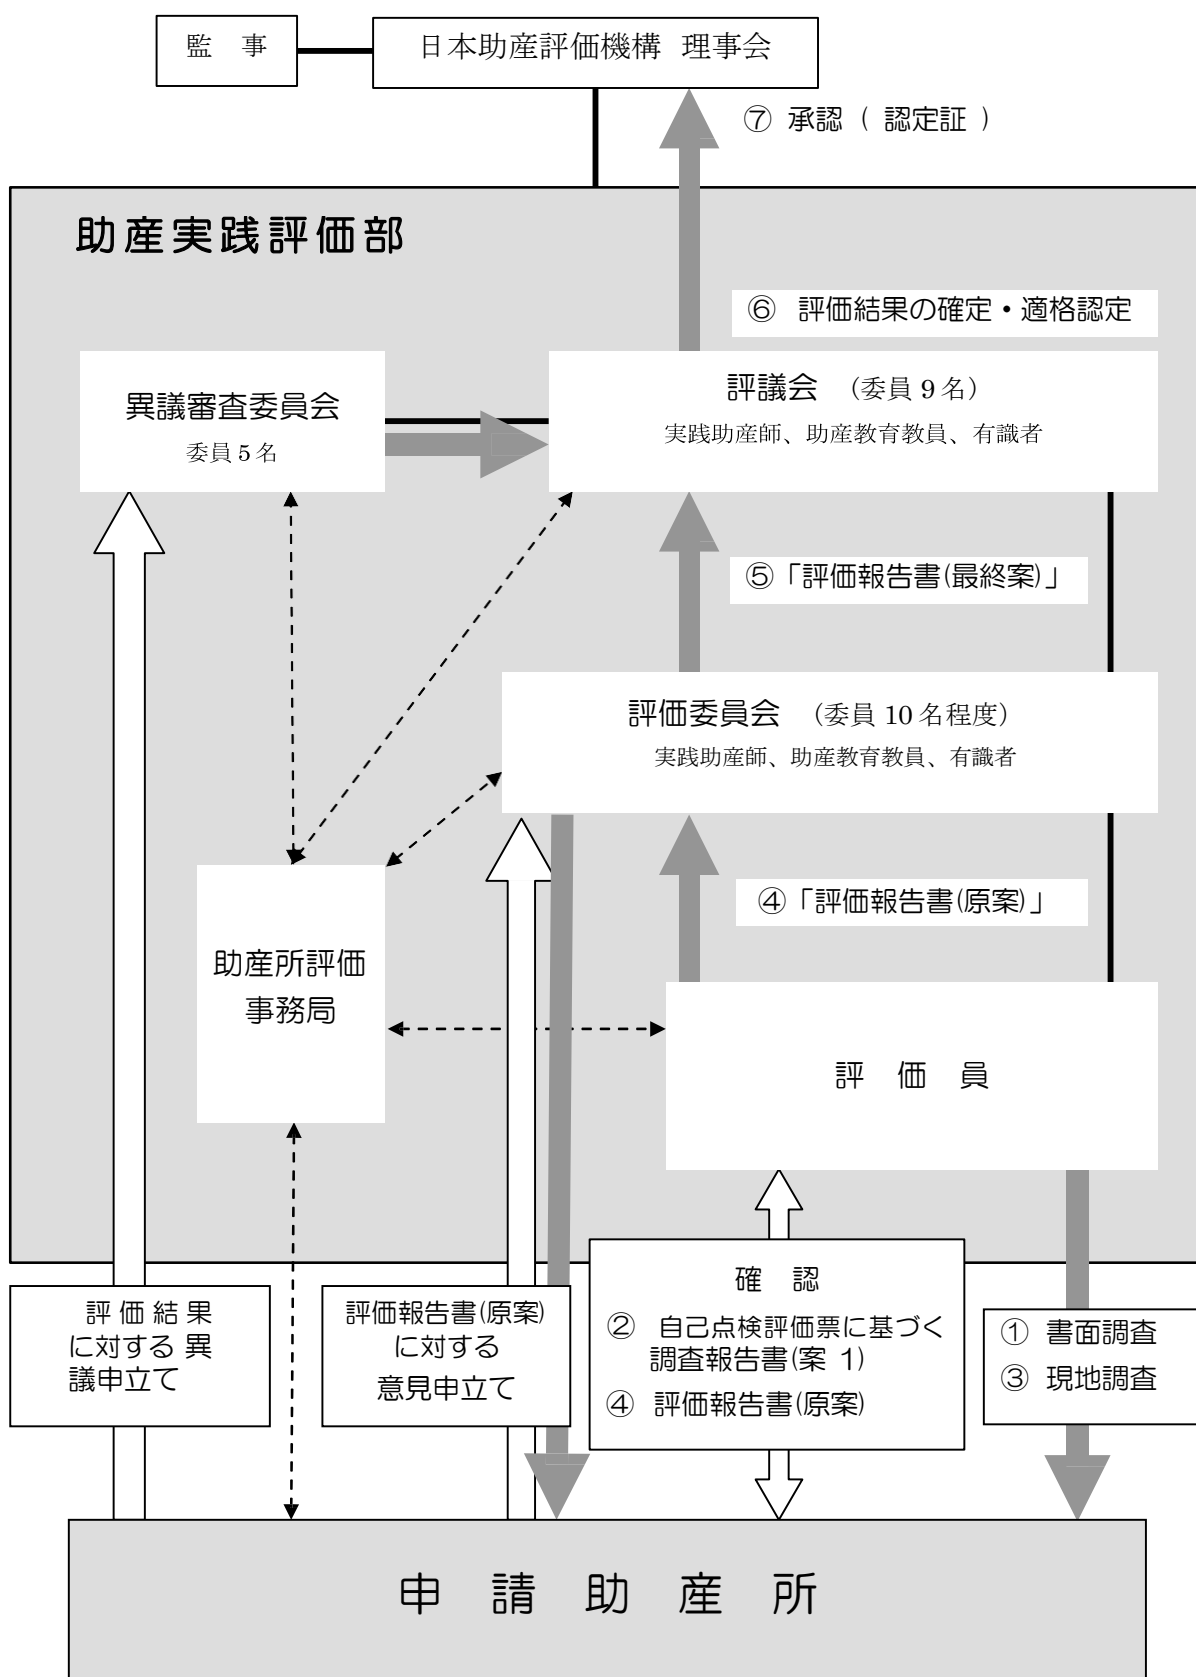 監　事
日本助産評価機構 理事会
⑦ 承認（ 認定証 ）
助産実践評価部
⑥ 評価結果の確定・適格認定
異議審査委員会
委員 5 名
評議会 （委員 9 名）
実践助産師、助産教育教員、有識者
⑤「評価報告書(最終案)」
評価委員会 （委員 10 名程度）
実践助産師、助産教育教員、有識者
④「評価報告書(原案)」
助産所評価
事務局
評　価　員
評 価 結 果
に対する 異
議申立て
評価報告書(原案)
に対する
意見申立て
確　認
② 自己点検評価票に基づく
調査報告書(案 1)
④ 評価報告書(原案)
① 書面調査
③ 現地調査
申　請　助　産　所